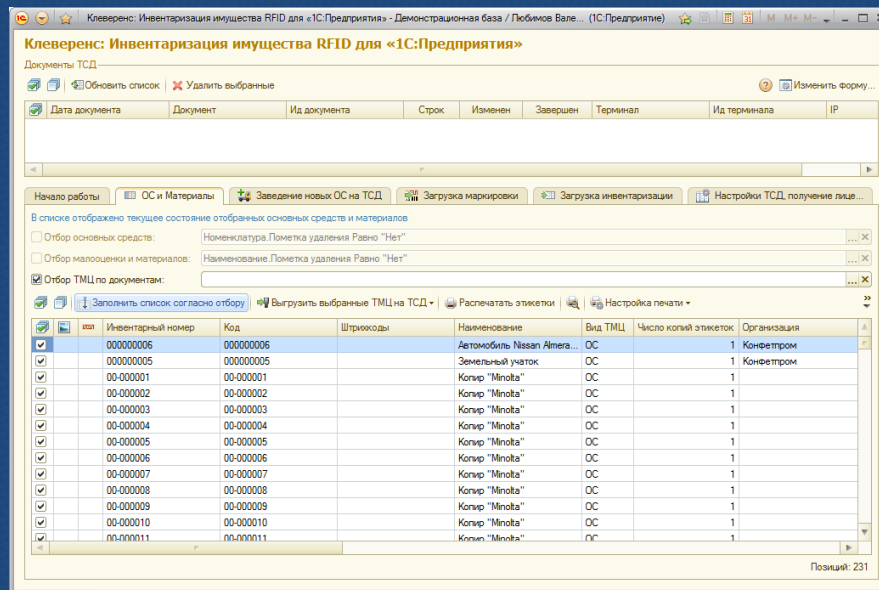 Клеверенс: Инвентаризация имущества RFID для «1С:Предприятия» - Демонстрационная база / Любимов Вале... (1С:Предприятие) M M+ M-
Клеверенс: Инвентаризация имущества RFID для «1С:Предприятия»
Документы ТСД
Обновить список Удалить выбранные Изменить форму...
Дата документа Документ Ид документа Строк Изменен Завершен Терминал Ид терминала IP
Начало работы ОС и Материалы Заведение новых ОС на ТСД Загрузка маркировки Загрузка инвентаризации Настройки ТСД, получение лице...
В списке отображено текущее состояние отобранных основных средств и материалов
Отбор основных средств: Номенклатура.Пометка удаления Равно "Нет" ...
Отбор малооценки и материалов: Наименование.Пометка удаления Равно "Нет" ...
Отбор ТМЦ по документам: ...
Заполнить список согласно отбору Выгрузить выбранные ТМЦ на ТСД Распечатать этикетки Настройка печати
Инвентарный номер Код Штрихкоды Наименование Вид ТМЦ Число копий этикеток Организация
000000006 000000006 Автомобиль Nissan Almera... ОС 1 Конфетпром
000000005 000000005 Земельный учаток ОС 1 Конфетпром
00-000001 00-000001 Копир "Minolta" ОС 1
00-000002 00-000002 Копир "Minolta" ОС 1
00-000003 00-000003 Копир "Minolta" ОС 1
00-000004 00-000004 Копир "Minolta" ОС 1
00-000005 00-000005 Копир "Minolta" ОС 1
00-000006 00-000006 Копир "Minolta" ОС 1
00-000007 00-000007 Копир "Minolta" ОС 1
00-000008 00-000008 Копир "Minolta" ОС 1
00-000009 00-000009 Копир "Minolta" ОС 1
00-000010 00-000010 Копир "Minolta" ОС 1
00-000011 00-000011 Копир "Minolta" ОС 1
Позиций: 231